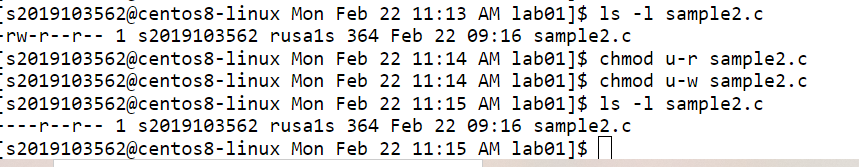 [s2019103562@centos8-linux Mon Feb 22 11:13 AM lab01]$ ls -l sample2.c
-rw-r--r-- 1 s2019103562 rusa1s 364 Feb 22 09:16 sample2.c
[s2019103562@centos8-linux Mon Feb 22 11:14 AM lab01]$ chmod u-r sample2.c
[s2019103562@centos8-linux Mon Feb 22 11:14 AM lab01]$ chmod u-w sample2.c
[s2019103562@centos8-linux Mon Feb 22 11:15 AM lab01]$ ls -l sample2.c
----r--r-- 1 s2019103562 rusa1s 364 Feb 22 09:16 sample2.c
[s2019103562@centos8-linux Mon Feb 22 11:15 AM lab01]$